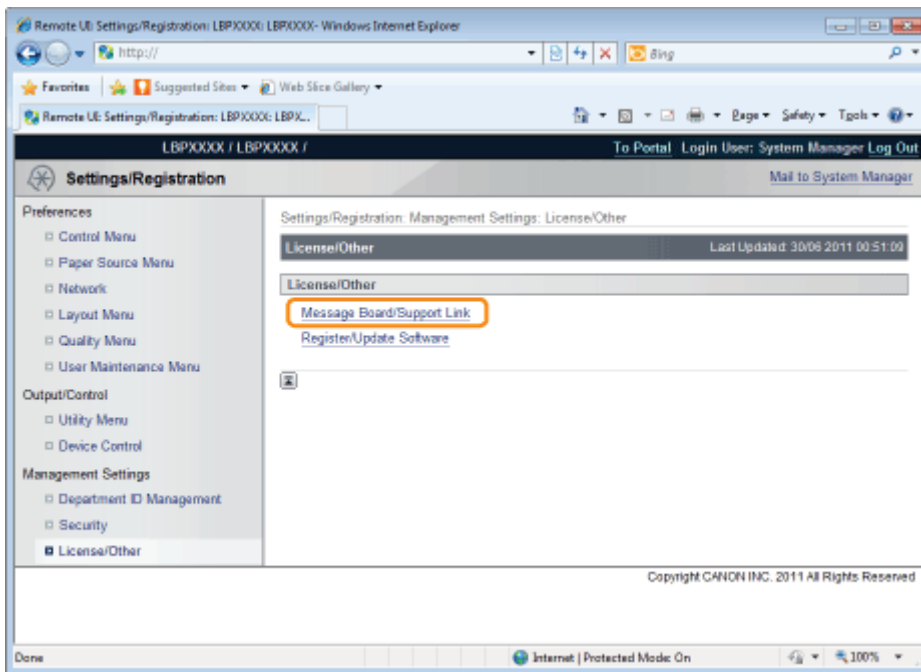 Remote UI: Settings/Registration: LBPXXXX: LBPXXXX- Windows Internet Explorer
http://
Bing
Favorites
Suggested Sites
Web Slice Gallery
Remote UI: Settings/Registration: LBPXXXX: LBPX...
Page Safety Tools
LBPXXXX / LBPXXXX /
To Portal Login User: System Manager Log Out
Settings/Registration
Mail to System Manager
Preferences
Control Menu
Paper Source Menu
Network
Layout Menu
Quality Menu
User Maintenance Menu
Output/Control
Utility Menu
Device Control
Management Settings
Department ID Management
Security
License/Other
Settings/Registration: Management Settings: License/Other
License/Other
Last Updated: 30/06 2011 00:51:09
License/Other
Message Board/Support Link
Register/Update Software
Copyright CANON INC. 2011 All Rights Reserved
Done
Internet | Protected Mode: On
100%